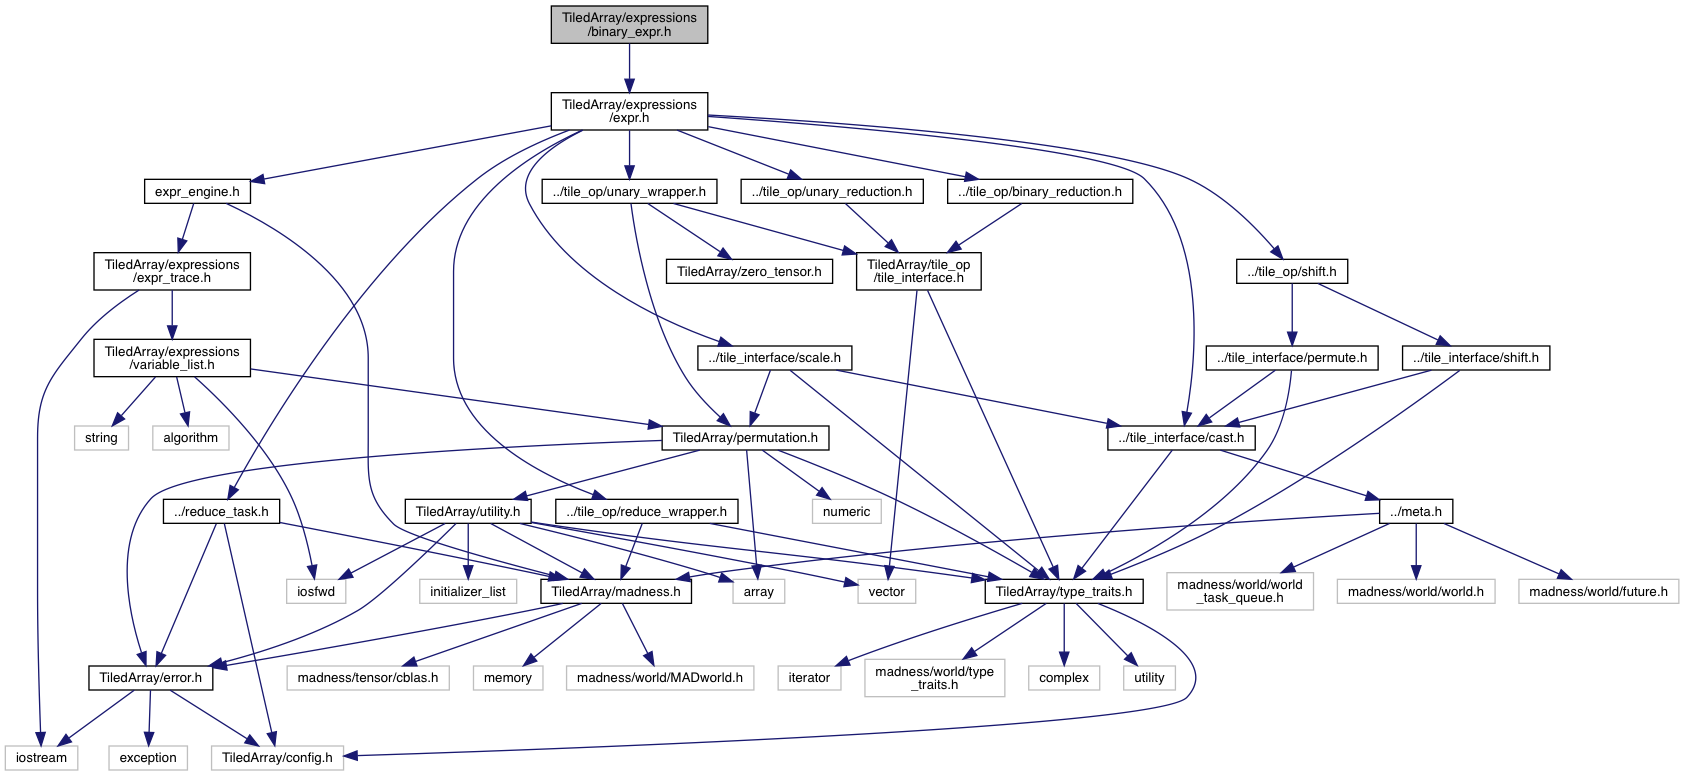 TiledArray/expressions
/binary_expr.h
TiledArray/expressions
/expr.h
expr_engine.h
../tile_op/unary_wrapper.h
../tile_op/unary_reduction.h
../tile_op/binary_reduction.h
TiledArray/expressions
/expr_trace.h
TiledArray/zero_tensor.h
TiledArray/tile_op
/tile_interface.h
../tile_op/shift.h
TiledArray/expressions
/variable_list.h
../tile_interface/scale.h
../tile_interface/permute.h
../tile_interface/shift.h
string
algorithm
TiledArray/permutation.h
../tile_interface/cast.h
../reduce_task.h
TiledArray/utility.h
../tile_op/reduce_wrapper.h
numeric
../meta.h
iosfwd
initializer_list
TiledArray/madness.h
array
vector
TiledArray/type_traits.h
madness/world/world
_task_queue.h
madness/world/world.h
madness/world/future.h
TiledArray/error.h
madness/tensor/cblas.h
memory
madness/world/MADworld.h
iterator
madness/world/type
_traits.h
complex
utility
iostream
exception
TiledArray/config.h